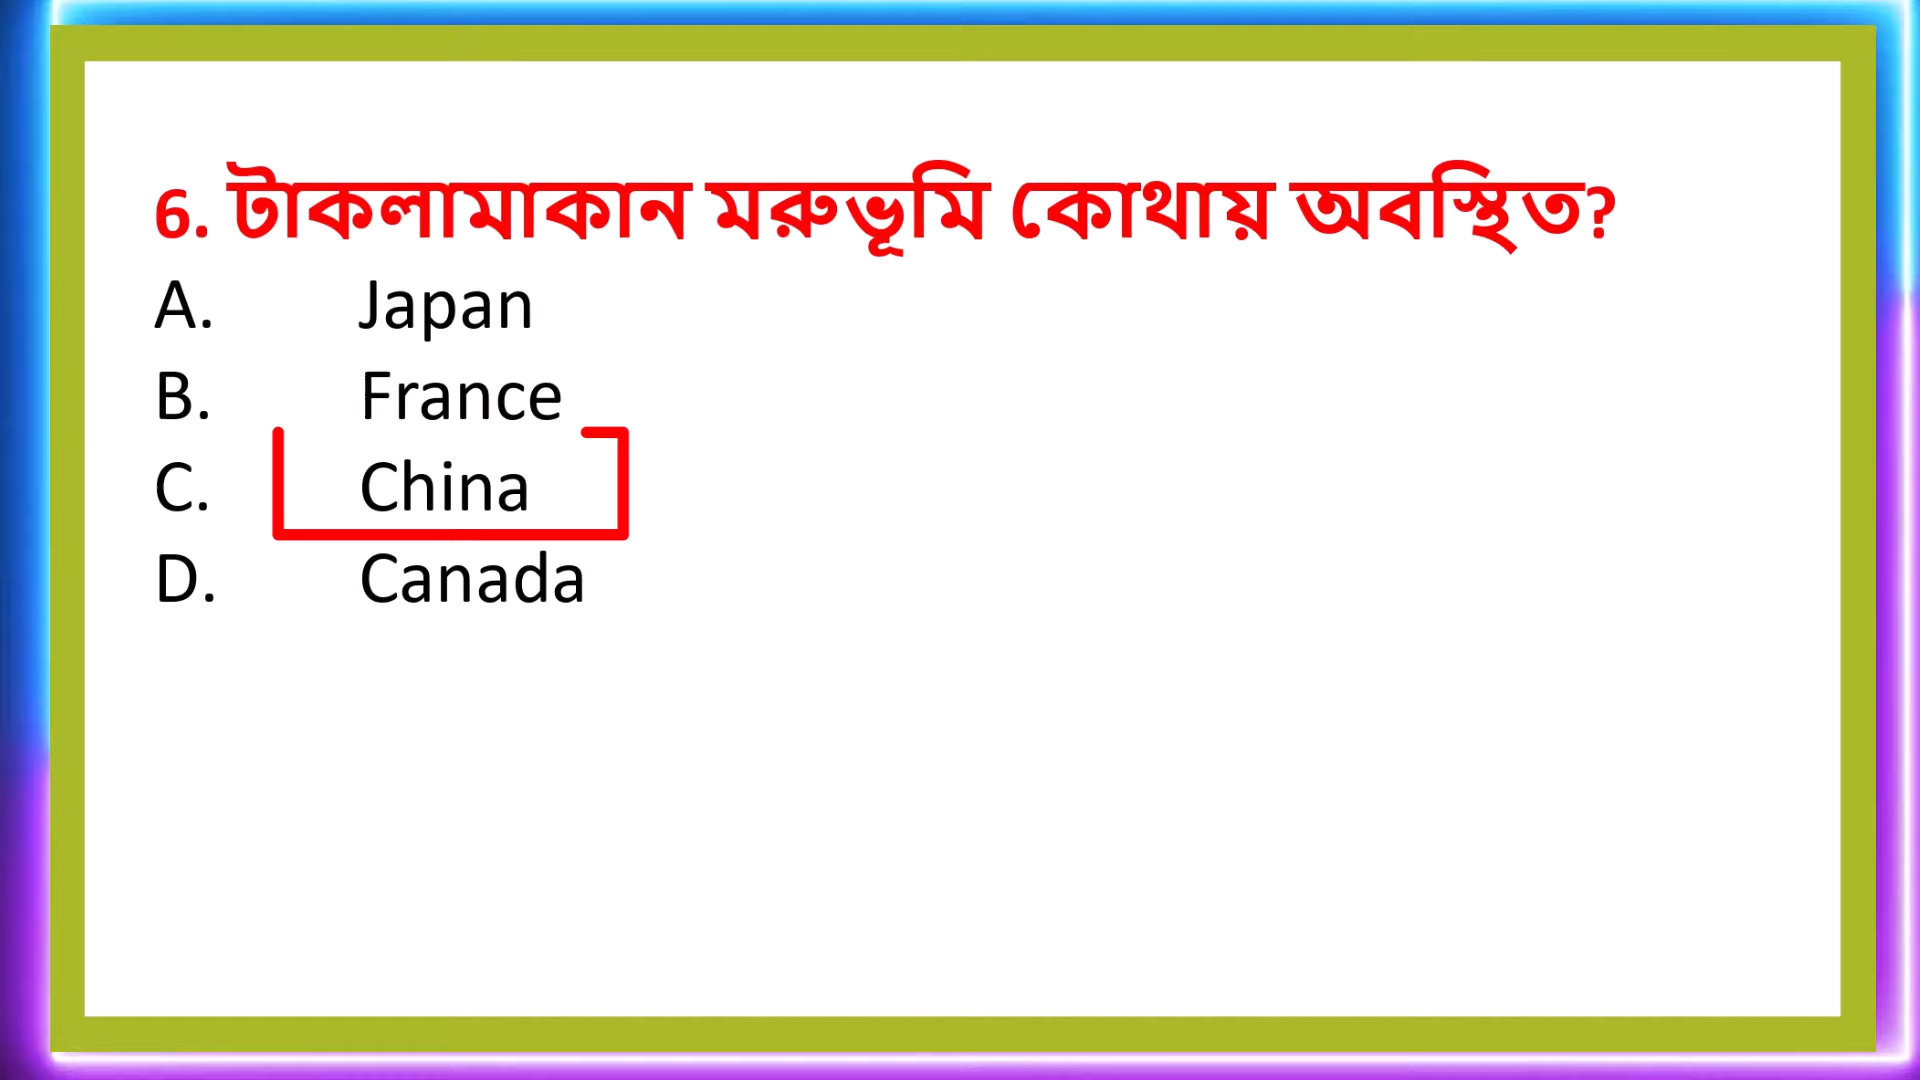 6. টাকলামাকান মরুভূমি কোথায় অবস্থিত?
A. Japan
B. France
C. China
D. Canada